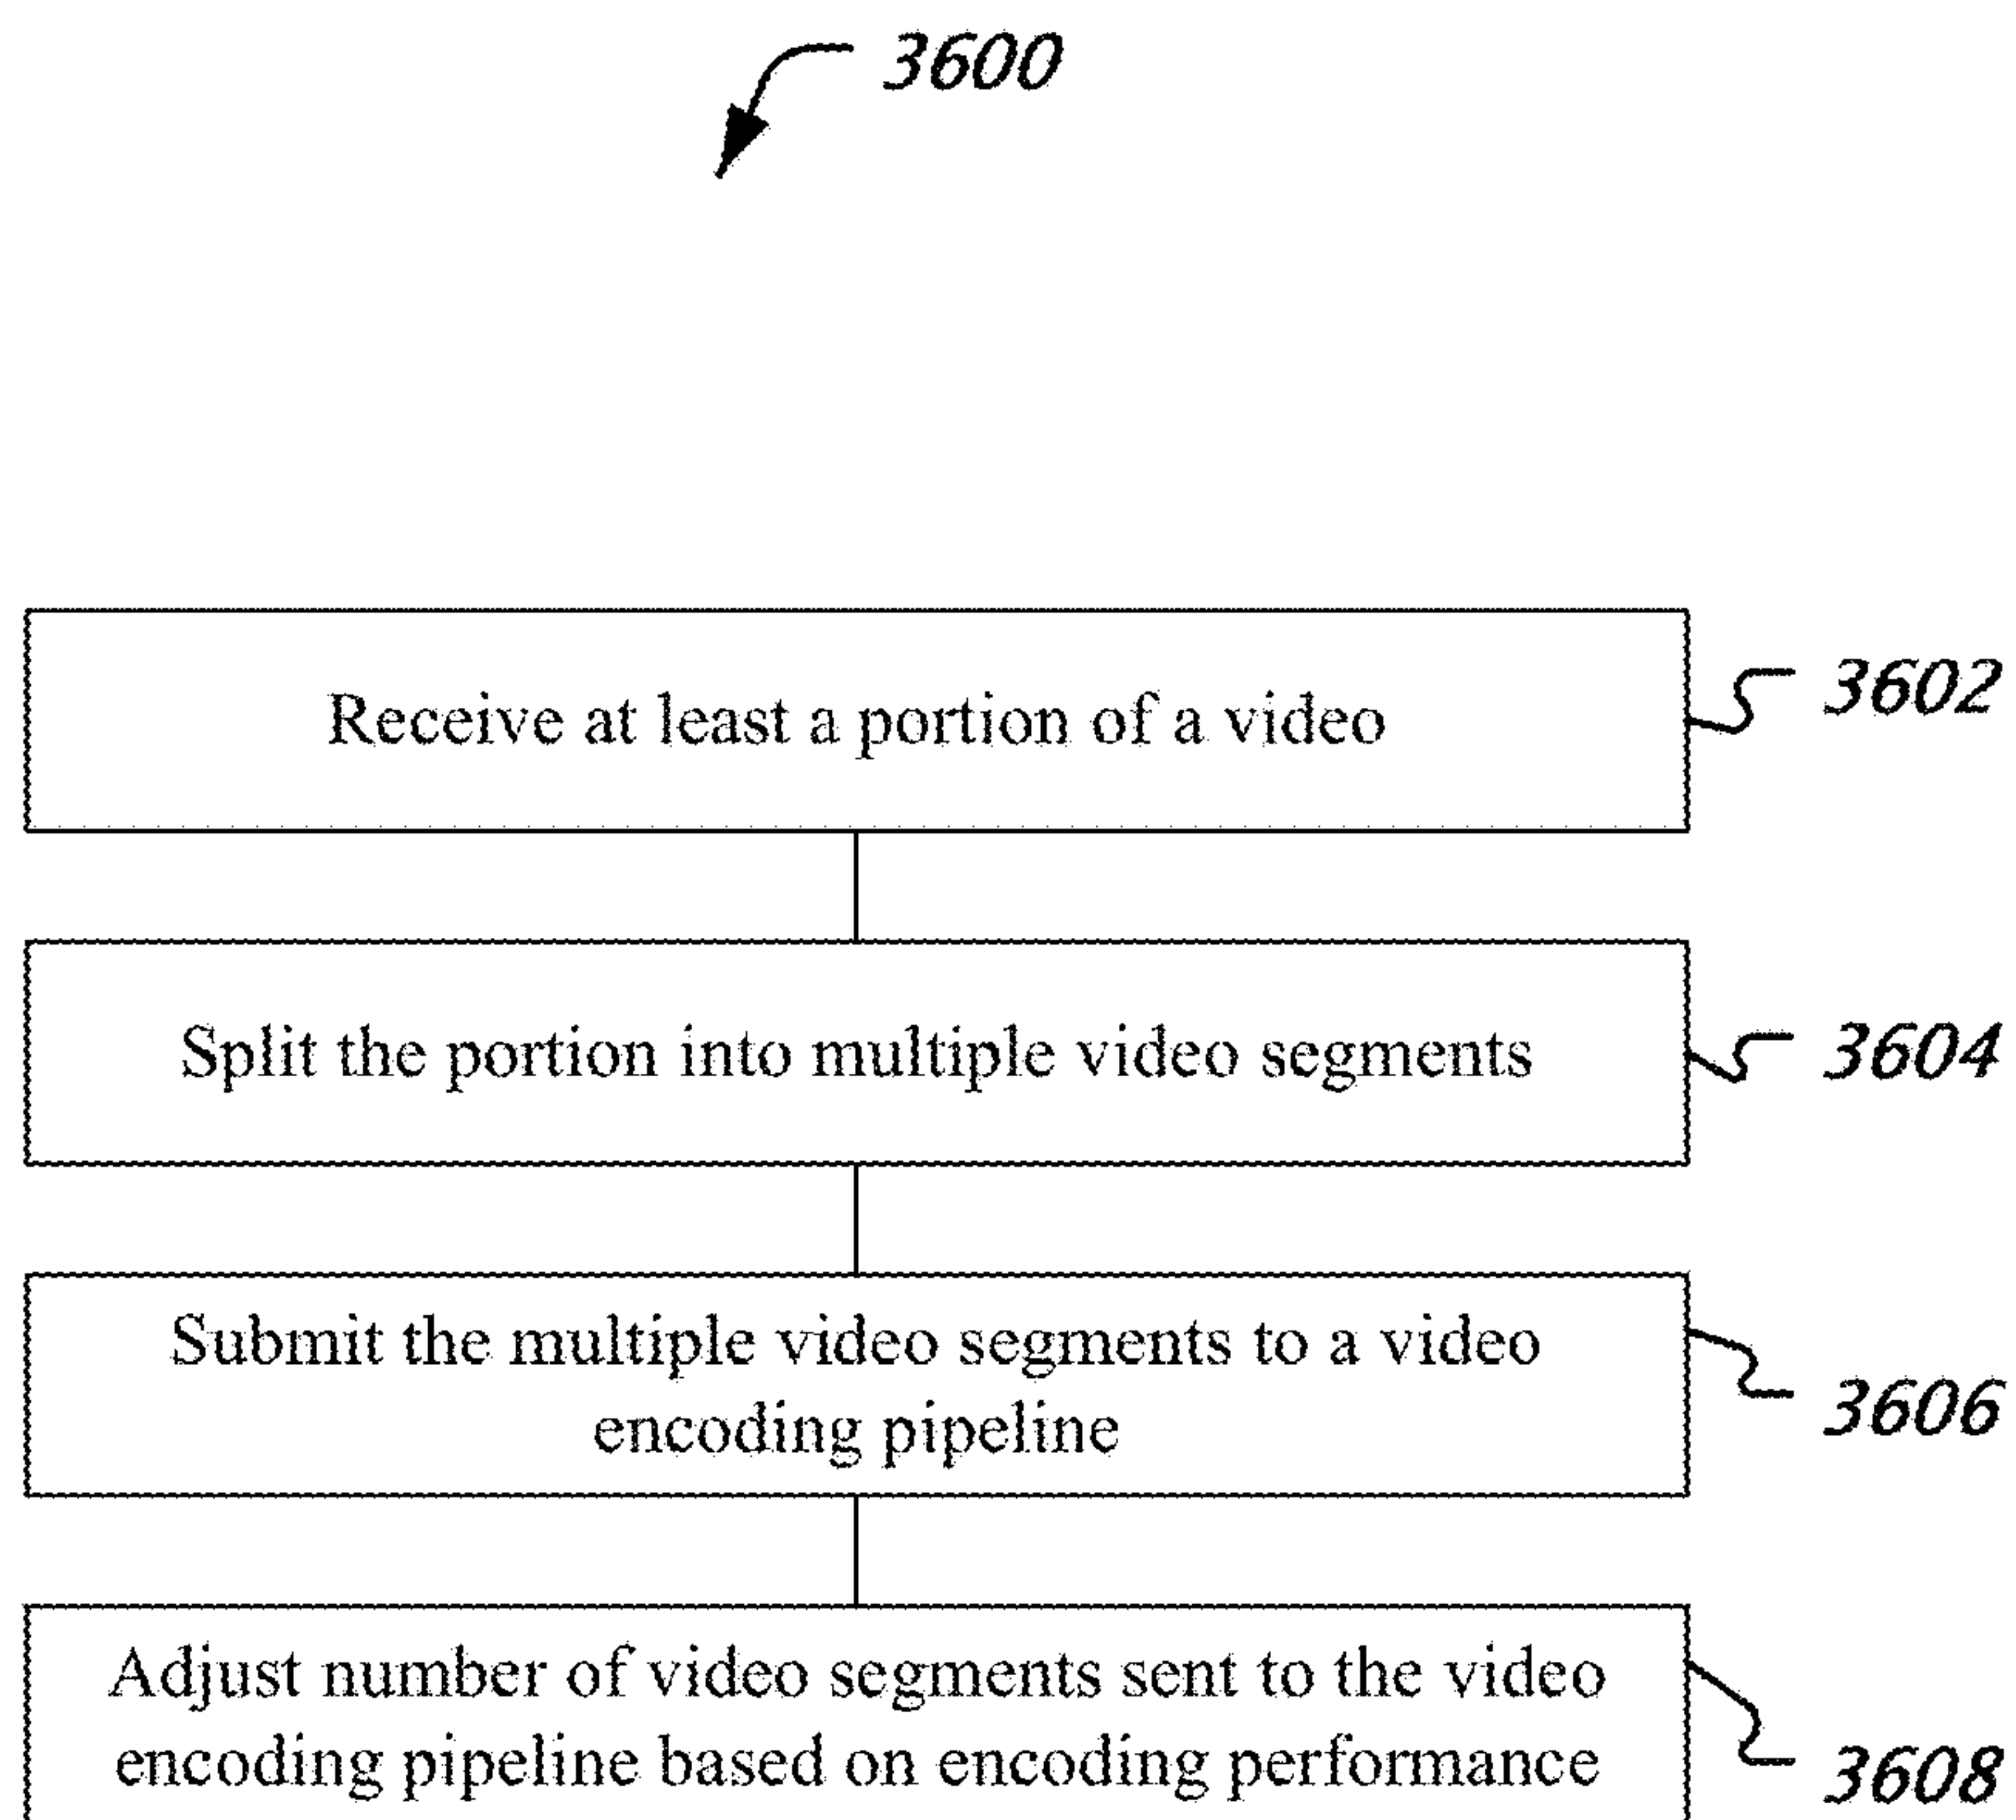 3600
Receive at least a portion of a video
3602
Split the portion into multiple video segments
3604
Submit the multiple video segments to a video
encoding pipeline
3606
Adjust number of video segments sent to the video
encoding pipeline based on encoding performance
3608